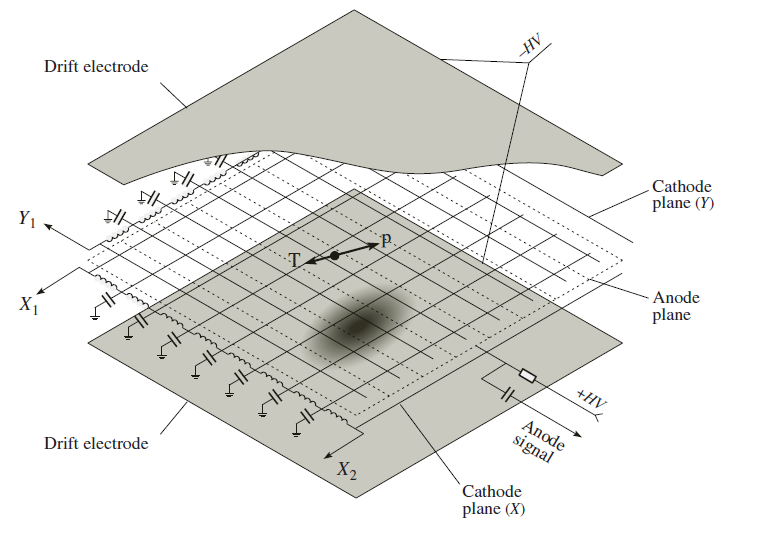 –HV
Drift electrode
Cathode
plane (Y)
Y1
p
T
Anode
plane
X1
+HV
Anode
signal
Drift electrode
X2
Cathode
plane (X)